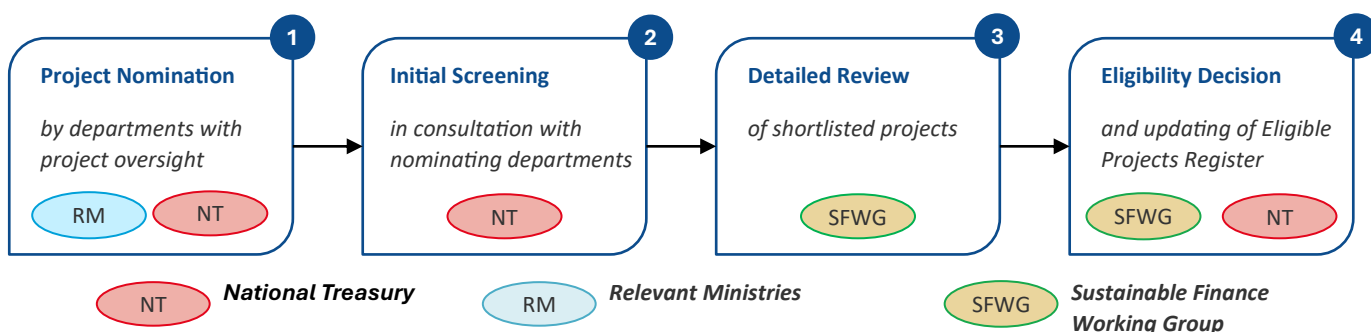 1
Project Nomination
by departments with
project oversight
RM
NT
2
Initial Screening
in consultation with
nominating departments
NT
3
Detailed Review
of shortlisted projects
SFWG
4
Eligibility Decision
and updating of Eligible
Projects Register
SFWG
NT
NT
National Treasury
RM
Relevant Ministries
SFWG
Sustainable Finance
Working Group